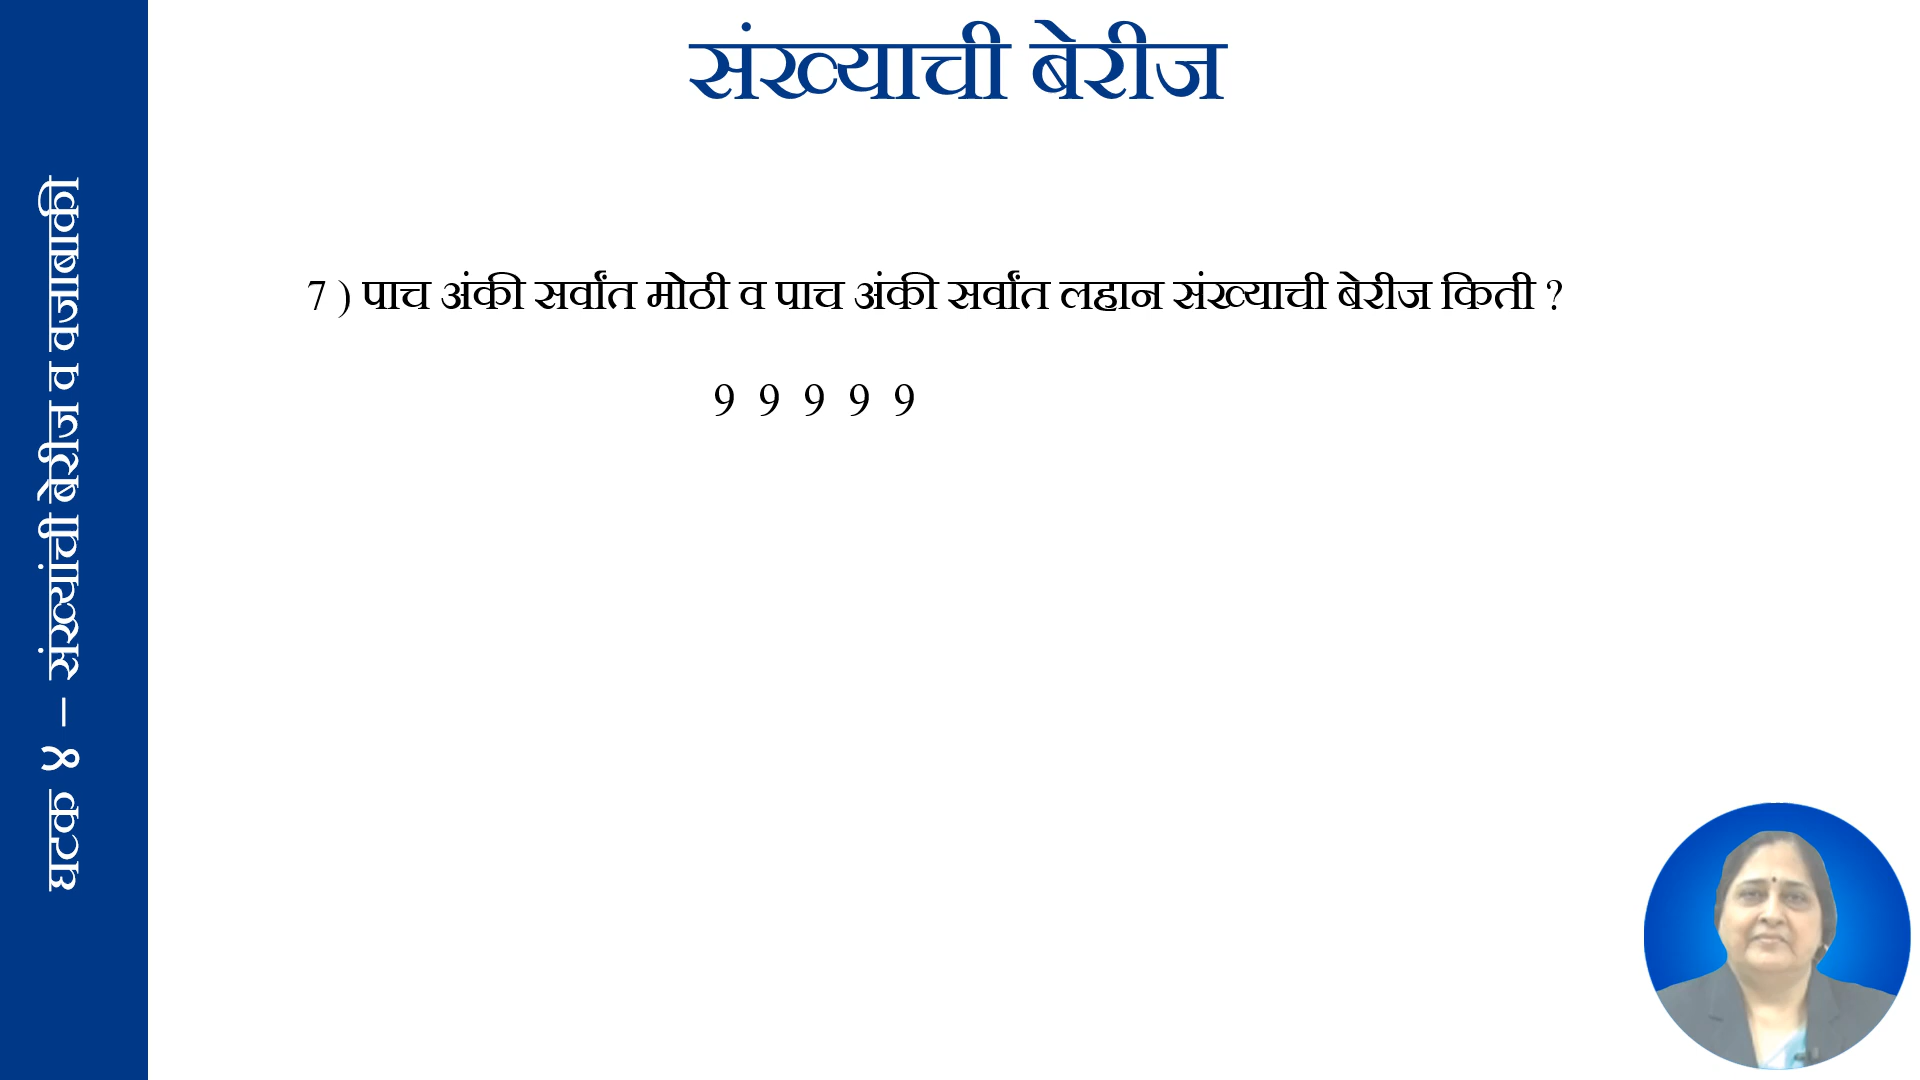 संख्याची बेरीज
घटक ४ – संख्यांची बेरीज व वजाबाकी
7 ) पाच अंकी सर्वांत मोठी व पाच अंकी सर्वांत लहान संख्याची बेरीज किती ?
9 9 9 9 9